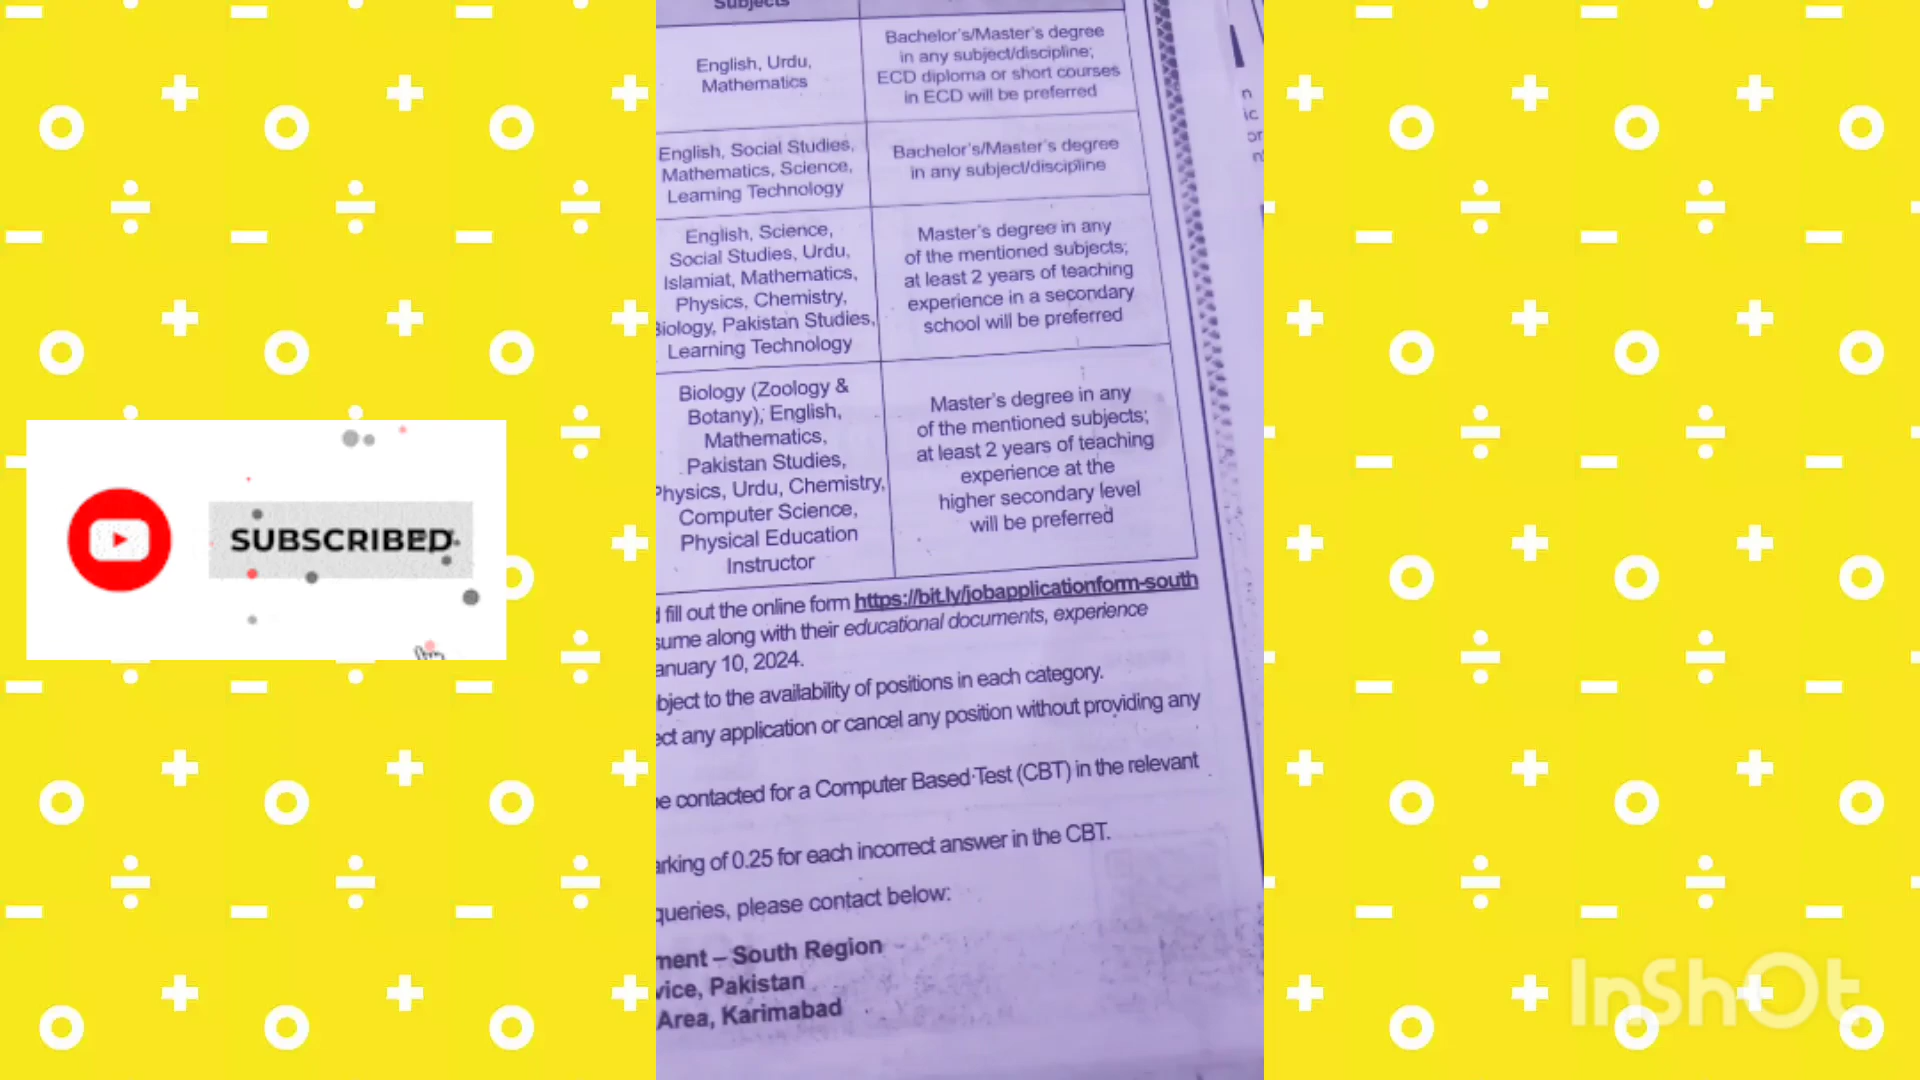 Subjects
English, Urdu,
Mathematics
Bachelor's/Master's degree
in any subject/discipline;
ECD diploma or short courses
in ECD will be preferred
English, Social Studies,
Mathematics, Science,
Learning Technology
Bachelor's/Master's degree
in any subject/discipline
English, Science,
Social Studies, Urdu,
Islamiat, Mathematics,
Physics, Chemistry,
Biology, Pakistan Studies,
Learning Technology
Master's degree in any
of the mentioned subjects;
at least 2 years of teaching
experience in a secondary
school will be preferred
Biology (Zoology &
Botany), English,
Mathematics,
Pakistan Studies,
Physics, Urdu, Chemistry,
Computer Science,
Physical Education
Instructor
Master's degree in any
of the mentioned subjects;
at least 2 years of teaching
experience at the
higher secondary level
will be preferred
fill out the online form https://bit.ly/jobapplicationform-south
sume along with their educational documents, experience
anuary 10, 2024.
bject to the availability of positions in each category.
ect any application or cancel any position without providing any
e contacted for a Computer Based Test (CBT) in the relevant
arking of 0.25 for each incorrect answer in the CBT.
queries, please contact below:
ment – South Region
vice, Pakistan
Area, Karimabad
SUBSCRIBED
InShOt